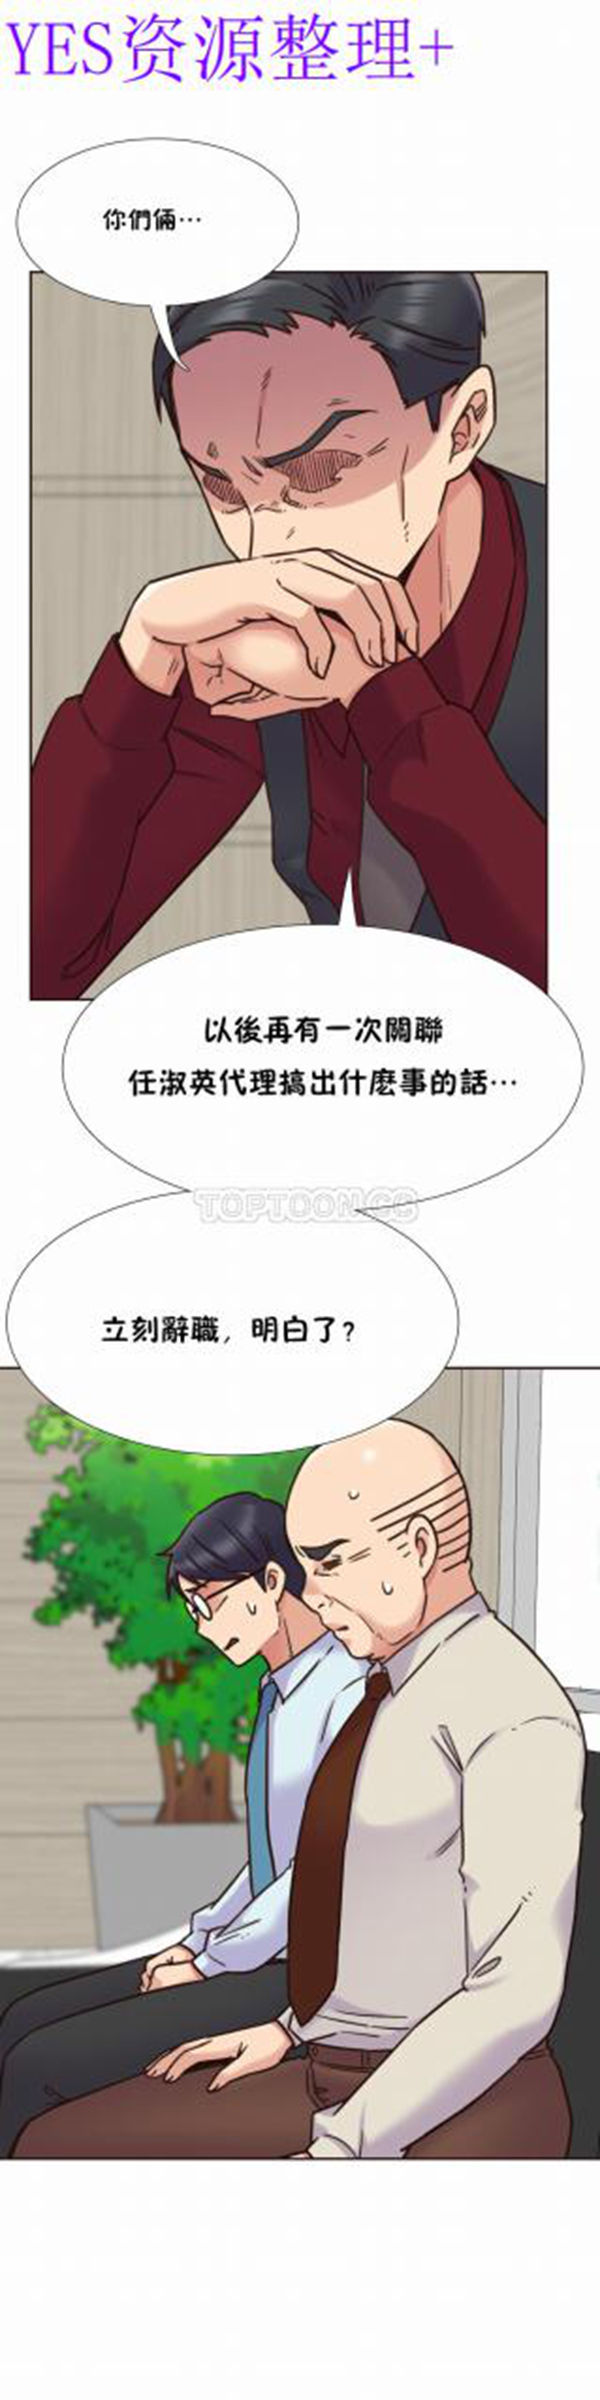 YES资源整理+
你們倆…
以後再有一次關聯
任淑英代理搞出什麽事的話…
TOPTOON.CC
立刻辭職，明白了？